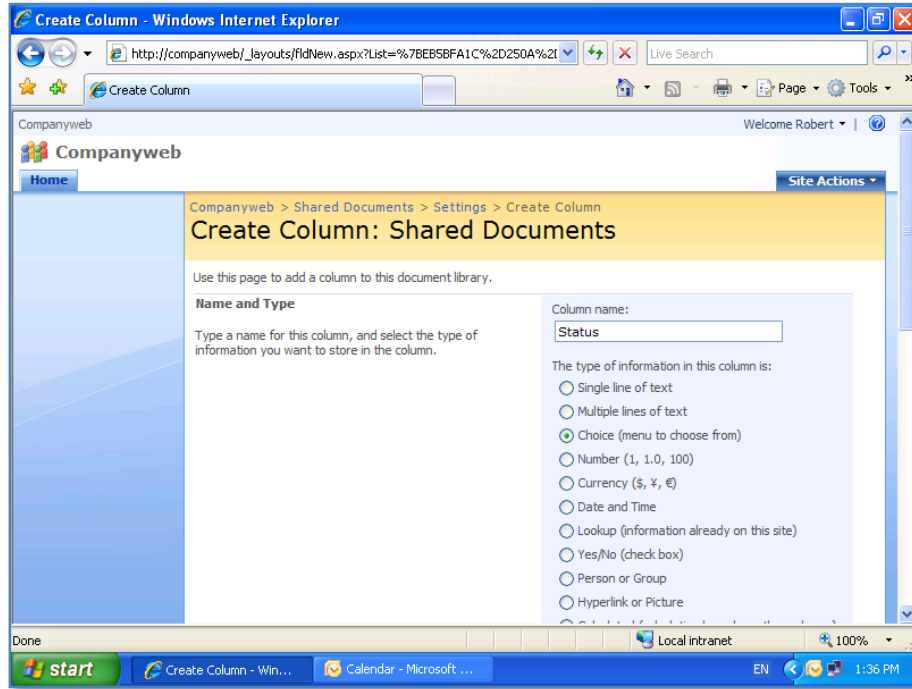 Create Column - Windows Internet Explorer
http://companyweb/_layouts/fldNew.aspx?List=%7BEB5BFA1C%2D250A%2
Live Search
Create Column
Page
Tools
»
Companyweb
Welcome Robert
Companyweb
Home
Site Actions
Companyweb > Shared Documents > Settings > Create Column
Create Column: Shared Documents
Use this page to add a column to this document library.
Name and Type
Type a name for this column, and select the type of
information you want to store in the column.
Column name:
Status
The type of information in this column is:
Single line of text
Multiple lines of text
Choice (menu to choose from)
Number (1, 1.0, 100)
Currency ($, ¥, €)
Date and Time
Lookup (information already on this site)
Yes/No (check box)
Person or Group
Hyperlink or Picture
Done
Local intranet
100%
start
Create Column - Win...
Calendar - Microsoft ...
EN
1:36 PM